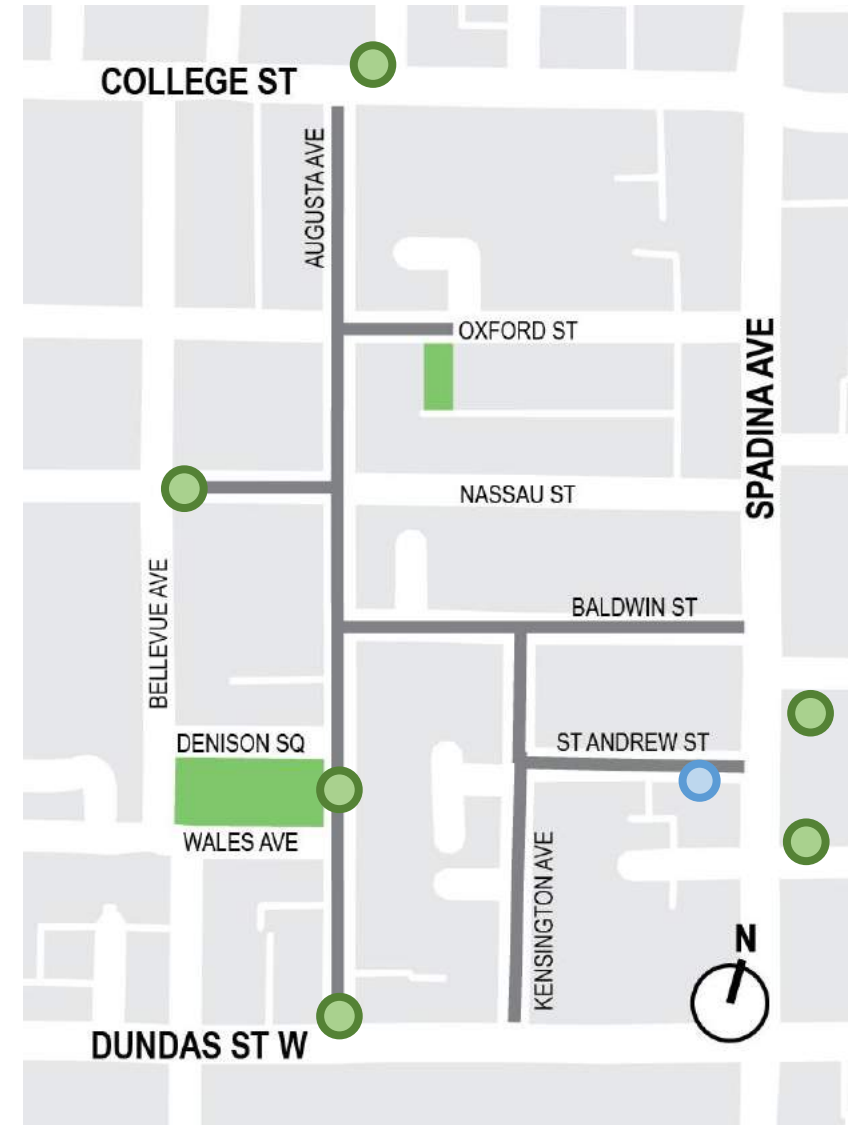 COLLEGE ST
AUGUSTA AVE
OXFORD ST
SPADINA AVE
NASSAU ST
BELLEVUE AVE
BALDWIN ST
DENISON SQ
ST ANDREW ST
WALES AVE
KENSINGTON AVE
N
DUNDAS ST W